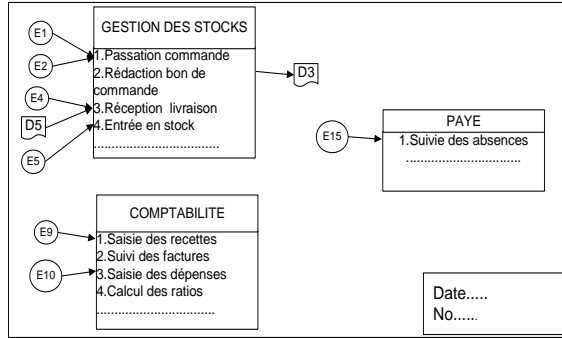 GESTION DES STOCKS
E1
1.Passation commande
E2
2.Rédaction bon de
commande
D3
E4
3.Réception livraison
D5
4.Entrée en stock
E5
..................................
PAYE
E15
1.Suivie des absences
...............................
COMPTABILITE
E9
1.Saisie des recettes
2.Suivi des factures
E10
3.Saisie des dépenses
4.Calcul des ratios
................................
Date.....
No......